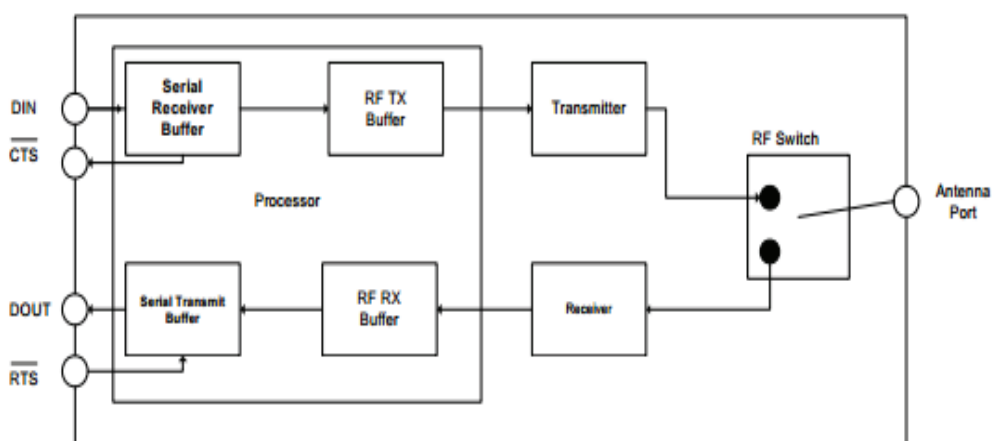 DIN
CTS
Serial
Receiver
Buffer
RF TX
Buffer
Transmitter
RF Switch
Antenna
Port
Processor
DOUT
RTS
Serial Transmit
Buffer
RF RX
Buffer
Receiver